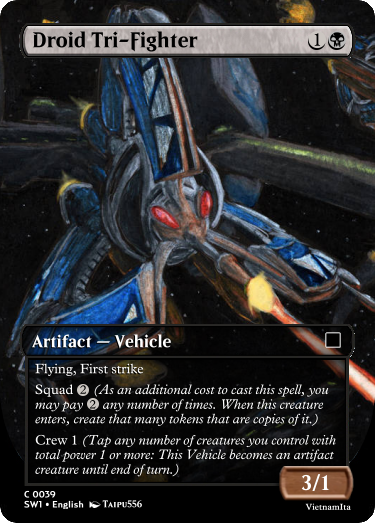 Droid Tri-Fighter 1
Artifact — Vehicle
Flying, First strike
Squad 2 (As an additional cost to cast this spell, you
may pay 2 any number of times. When this creature
enters, create that many tokens that are copies of it.)
Crew 1 (Tap any number of creatures you control with
total power 1 or more: This Vehicle becomes an artifact
creature until end of turn.)
3/1
C 0039
SW1 • English Taipu556
VietnamIta